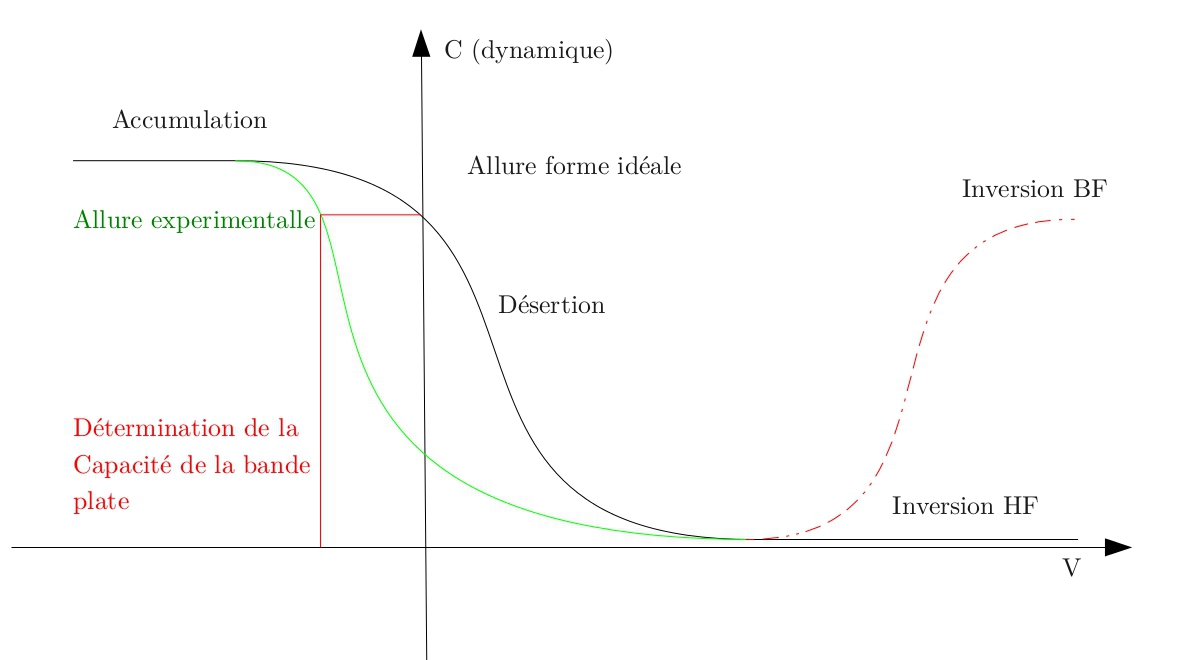 C (dynamique)
Accumulation
Allure forme idéale
Inversion BF
Allure experimentalle
Désertion
Détermination de la
Capacité de la bande
plate
Inversion HF
V